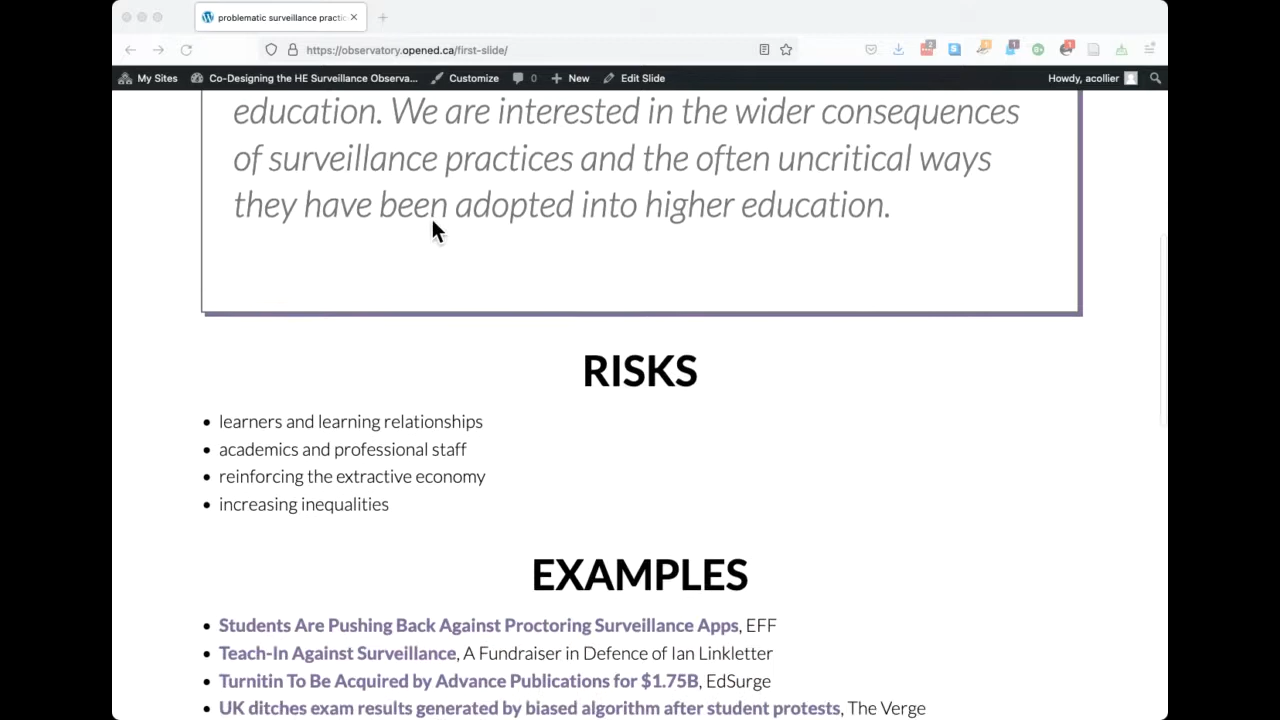 problematic surveillance practic
https://observatory.opened.ca/first-slide/
My Sites
Co-Designing the HE Surveillance Observa...
Customize
0
New
Edit Slide
Howdy, acollier
education. We are interested in the wider consequences
of surveillance practices and the often uncritical ways
they have been adopted into higher education.
RISKS
learners and learning relationships
academics and professional staff
reinforcing the extractive economy
increasing inequalities
EXAMPLES
Students Are Pushing Back Against Proctoring Surveillance Apps, EFF
Teach-In Against Surveillance, A Fundraiser in Defence of Ian Linkletter
Turnitin To Be Acquired by Advance Publications for $1.75B, EdSurge
UK ditches exam results generated by biased algorithm after student protests, The Verge